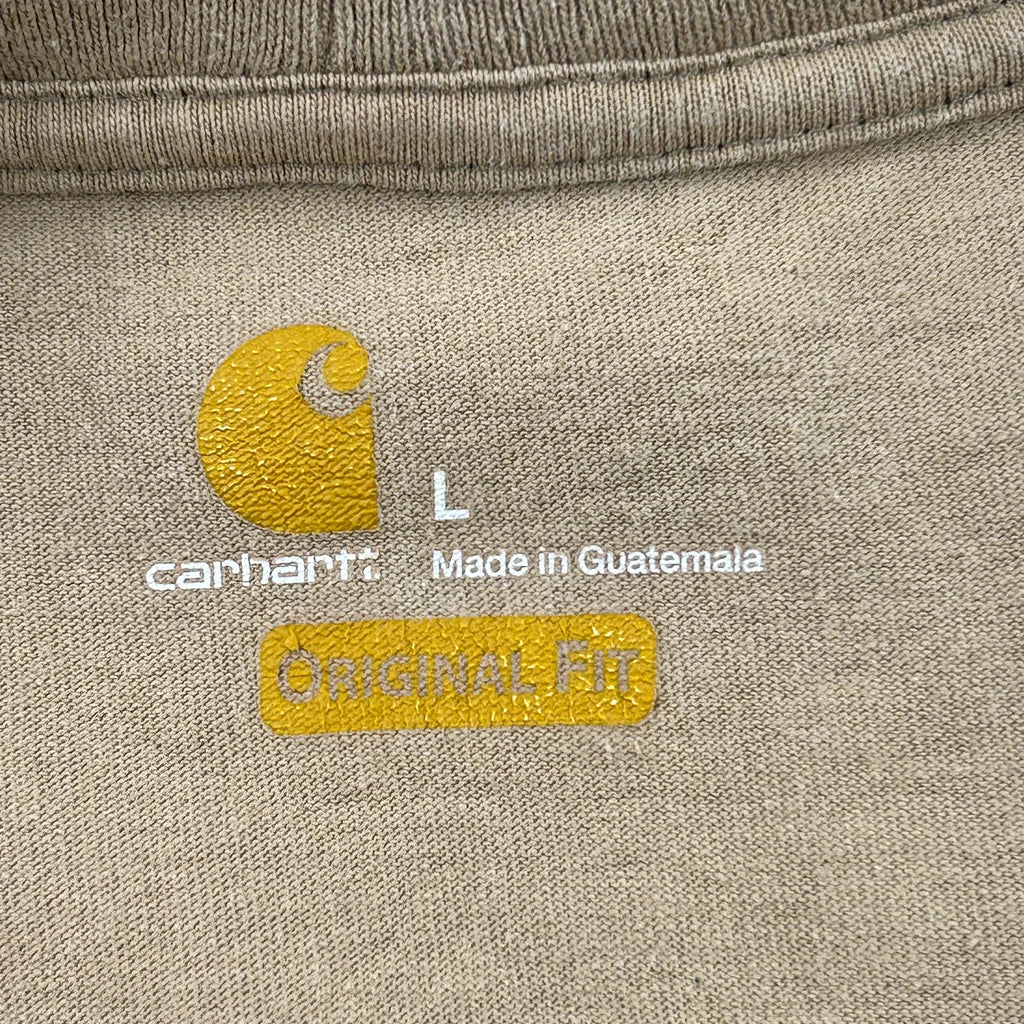 L
carhartt Made in Guatemala
ORIGINAL FIT